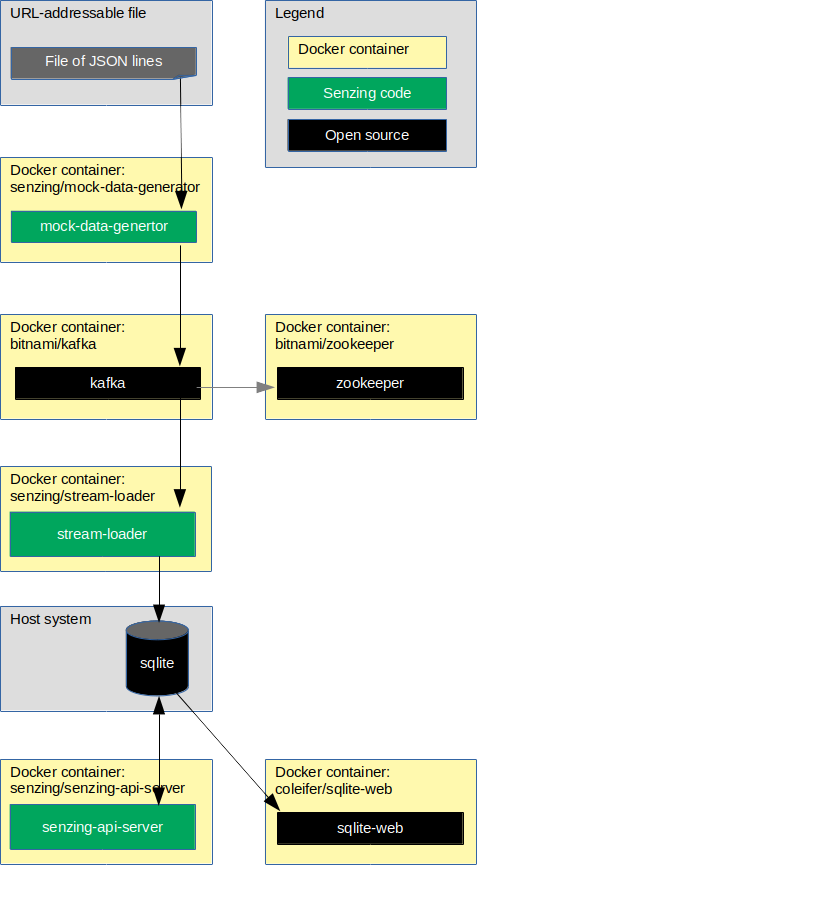 URL-addressable file
File of JSON lines
Legend
Docker container
Senzing code
Open source
Docker container:
senzing/mock-data-generator
mock-data-genertor
Docker container:
bitnami/kafka
kafka
Docker container:
bitnami/zookeeper
zookeeper
Docker container:
senzing/stream-loader
stream-loader
Host system
sqlite
Docker container:
senzing/senzing-api-server
senzing-api-server
Docker container:
coleifer/sqlite-web
sqlite-web